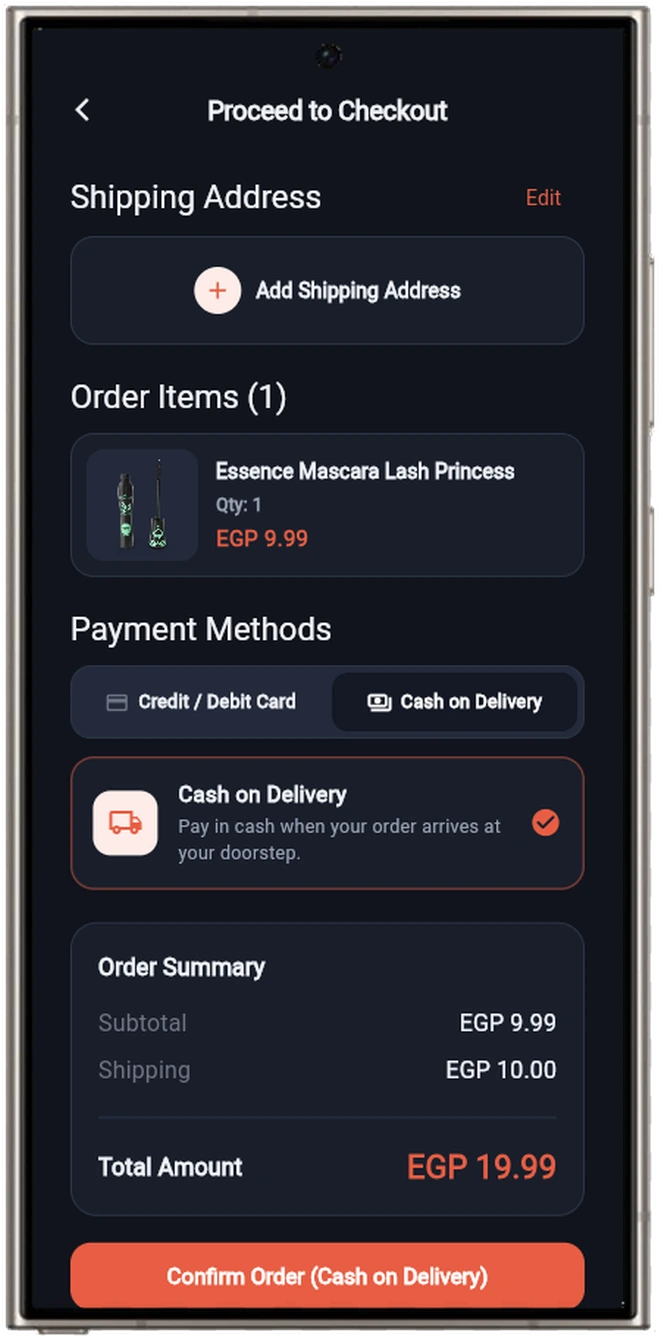 Proceed to Checkout
Shipping Address
Edit
Add Shipping Address
Order Items (1)
Essence Mascara Lash Princess
Qty: 1
EGP 9.99
Payment Methods
Credit / Debit Card
Cash on Delivery
Cash on Delivery
Pay in cash when your order arrives at
your doorstep.
Order Summary
Subtotal
EGP 9.99
Shipping
EGP 10.00
Total Amount
EGP 19.99
Confirm Order (Cash on Delivery)